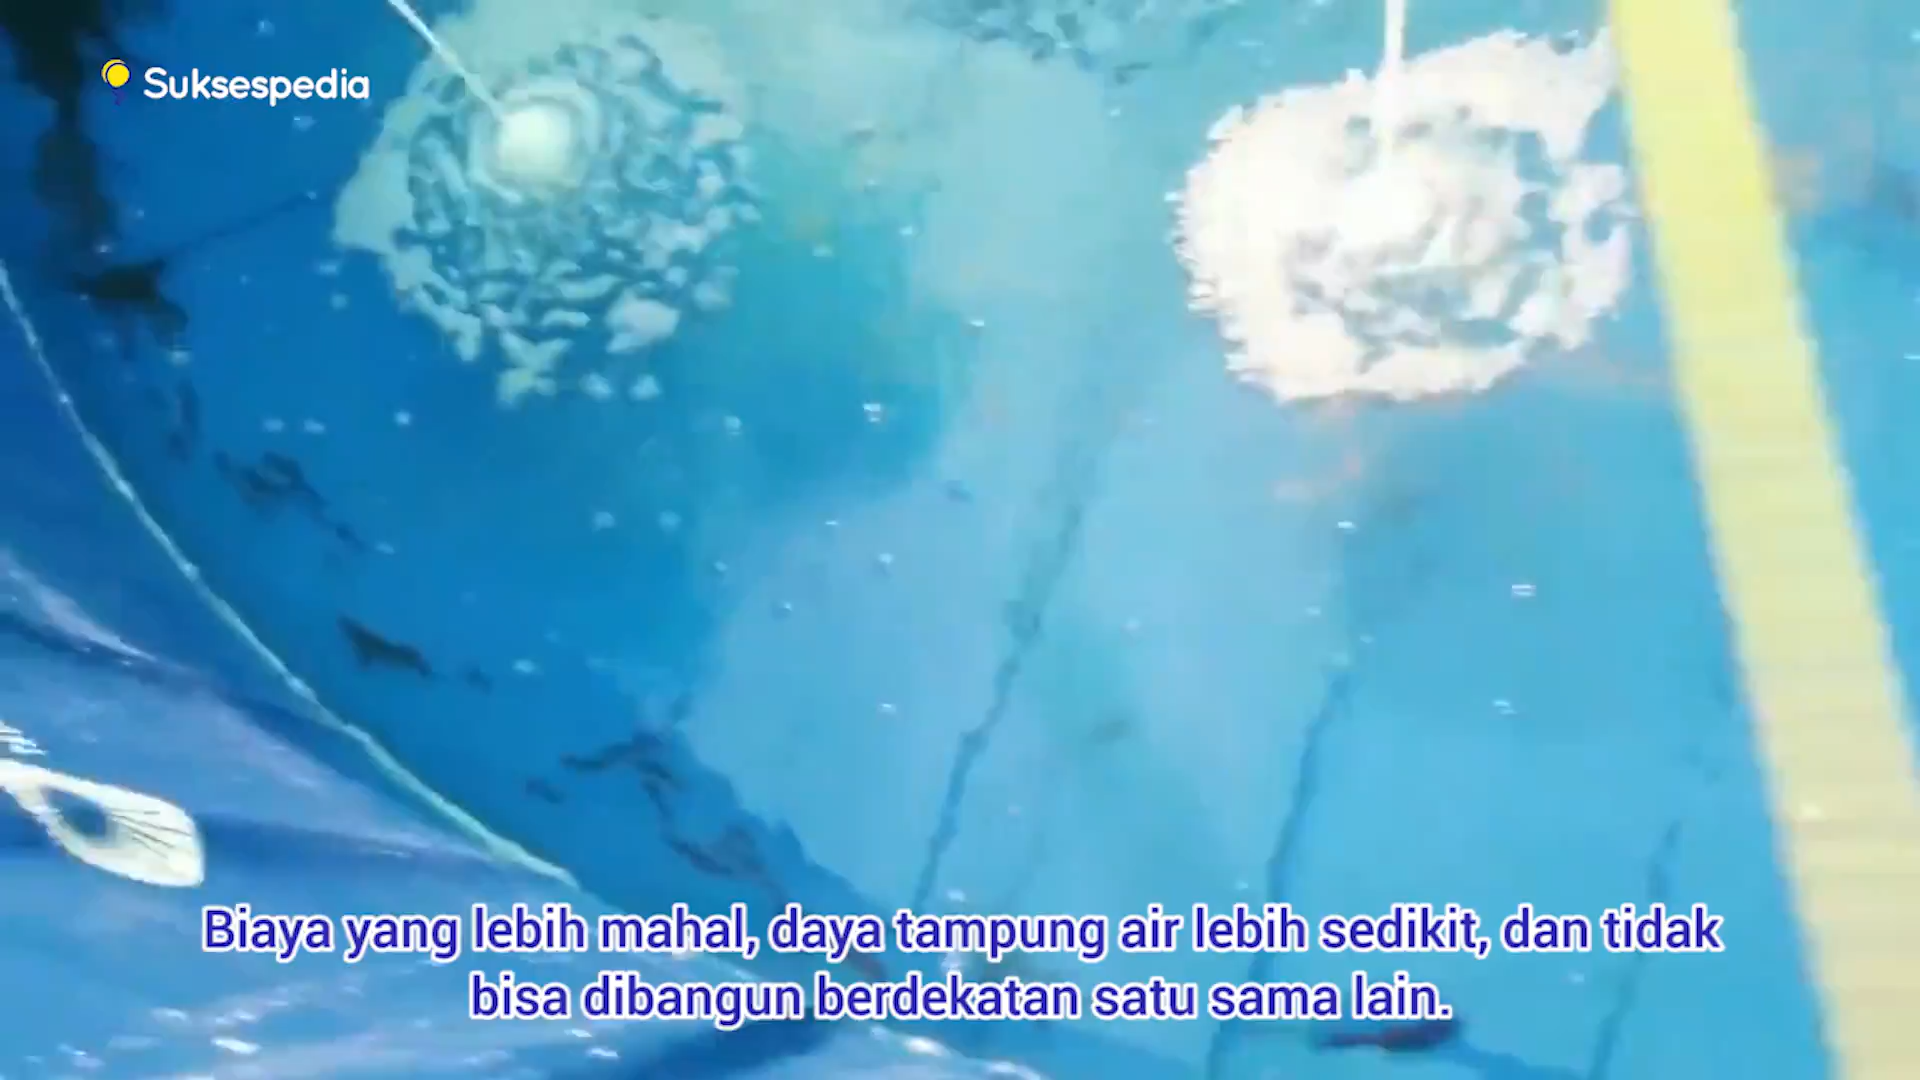 Suksespedia
Biaya yang lebih mahal, daya tampung air lebih sedikit, dan tidak
bisa dibangun berdekatan satu sama lain.